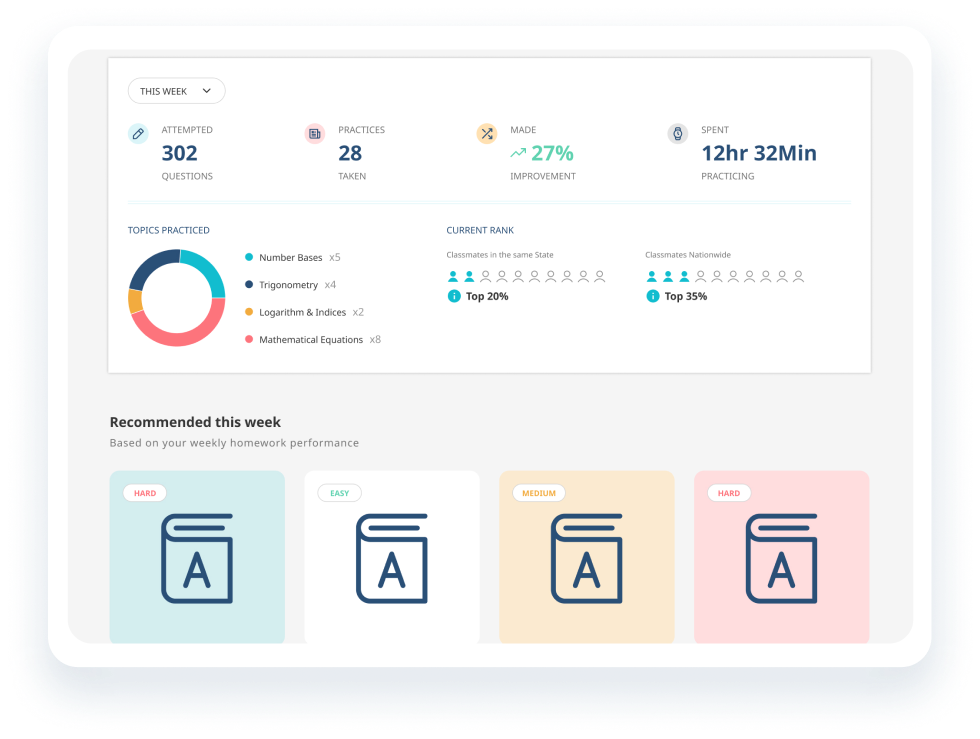 THIS WEEK
ATTEMPTED
302
QUESTIONS
PRACTICES
28
TAKEN
MADE
27%
IMPROVEMENT
SPENT
12hr 32Min
PRACTICING
TOPICS PRACTICED
Number Bases x5
Trigonometry x4
Logarithm & Indices x2
Mathematical Equations x8
CURRENT RANK
Classmates in the same State
Top 20%
Classmates Nationwide
Top 35%
Recommended this week
Based on your weekly homework performance
HARD
A
EASY
A
MEDIUM
A
HARD
A